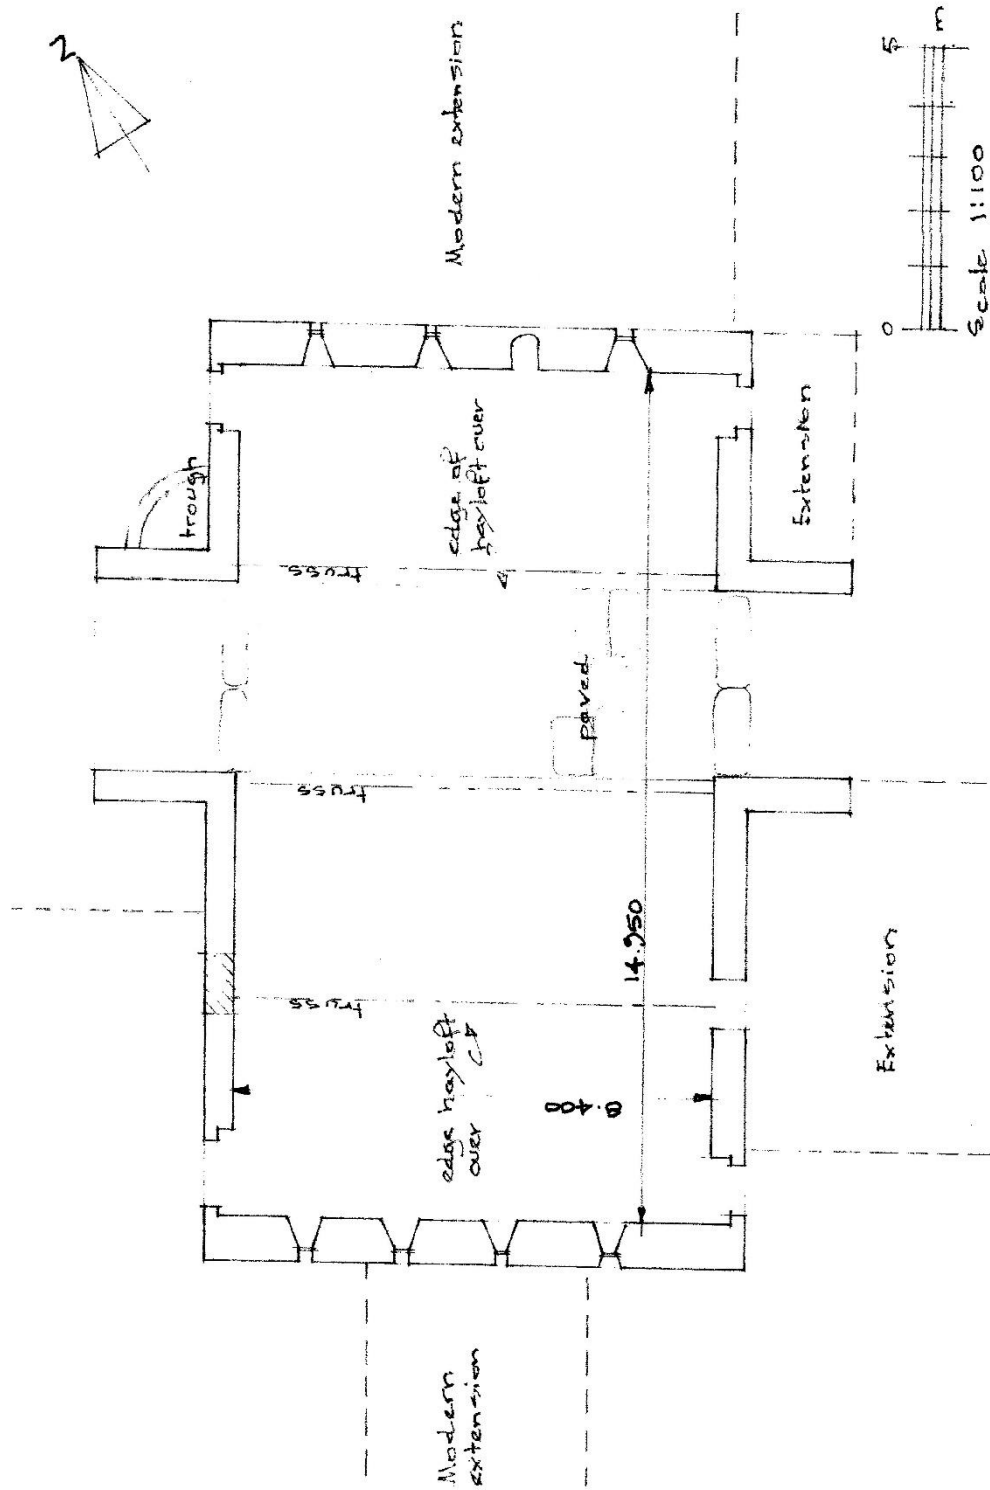 N
trough
truss
truss
truss
Modern
extension
edge hayloft
over
edge of
hayloft over
Modern extension
paved
8.400
14.950
Extension
Extension
0 5 m
Scale 1:100